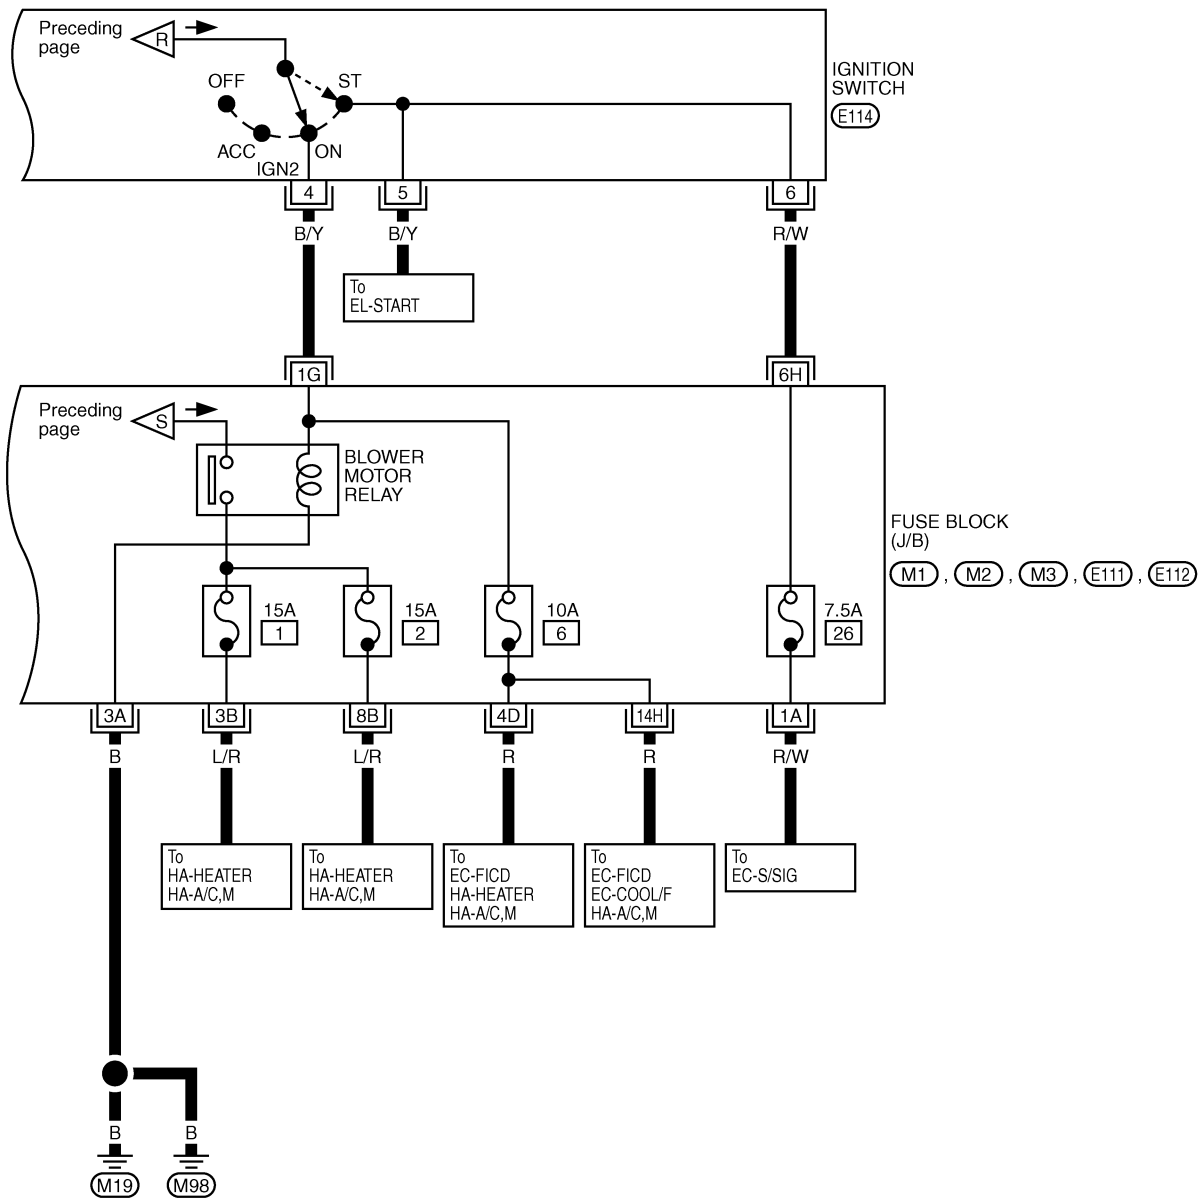 Preceding
page
R
OFF
ST
ACC
ON
IGN2
IGNITION
SWITCH
E114
4
5
6
B/Y
B/Y
R/W
To
EL-START
1G
6H
Preceding
page
S
BLOWER
MOTOR
RELAY
FUSE BLOCK
(J/B)
M1 , M2 , M3 , E111 , E112
15A
1
15A
2
10A
6
7.5A
26
3A
3B
8B
4D
14H
1A
B
L/R
L/R
R
R
R/W
To
HA-HEATER
HA-A/C,M
To
HA-HEATER
HA-A/C,M
To
EC-FICD
HA-HEATER
HA-A/C,M
To
EC-FICD
EC-COOL/F
HA-A/C,M
To
EC-S/SIG
B
B
M19
M98